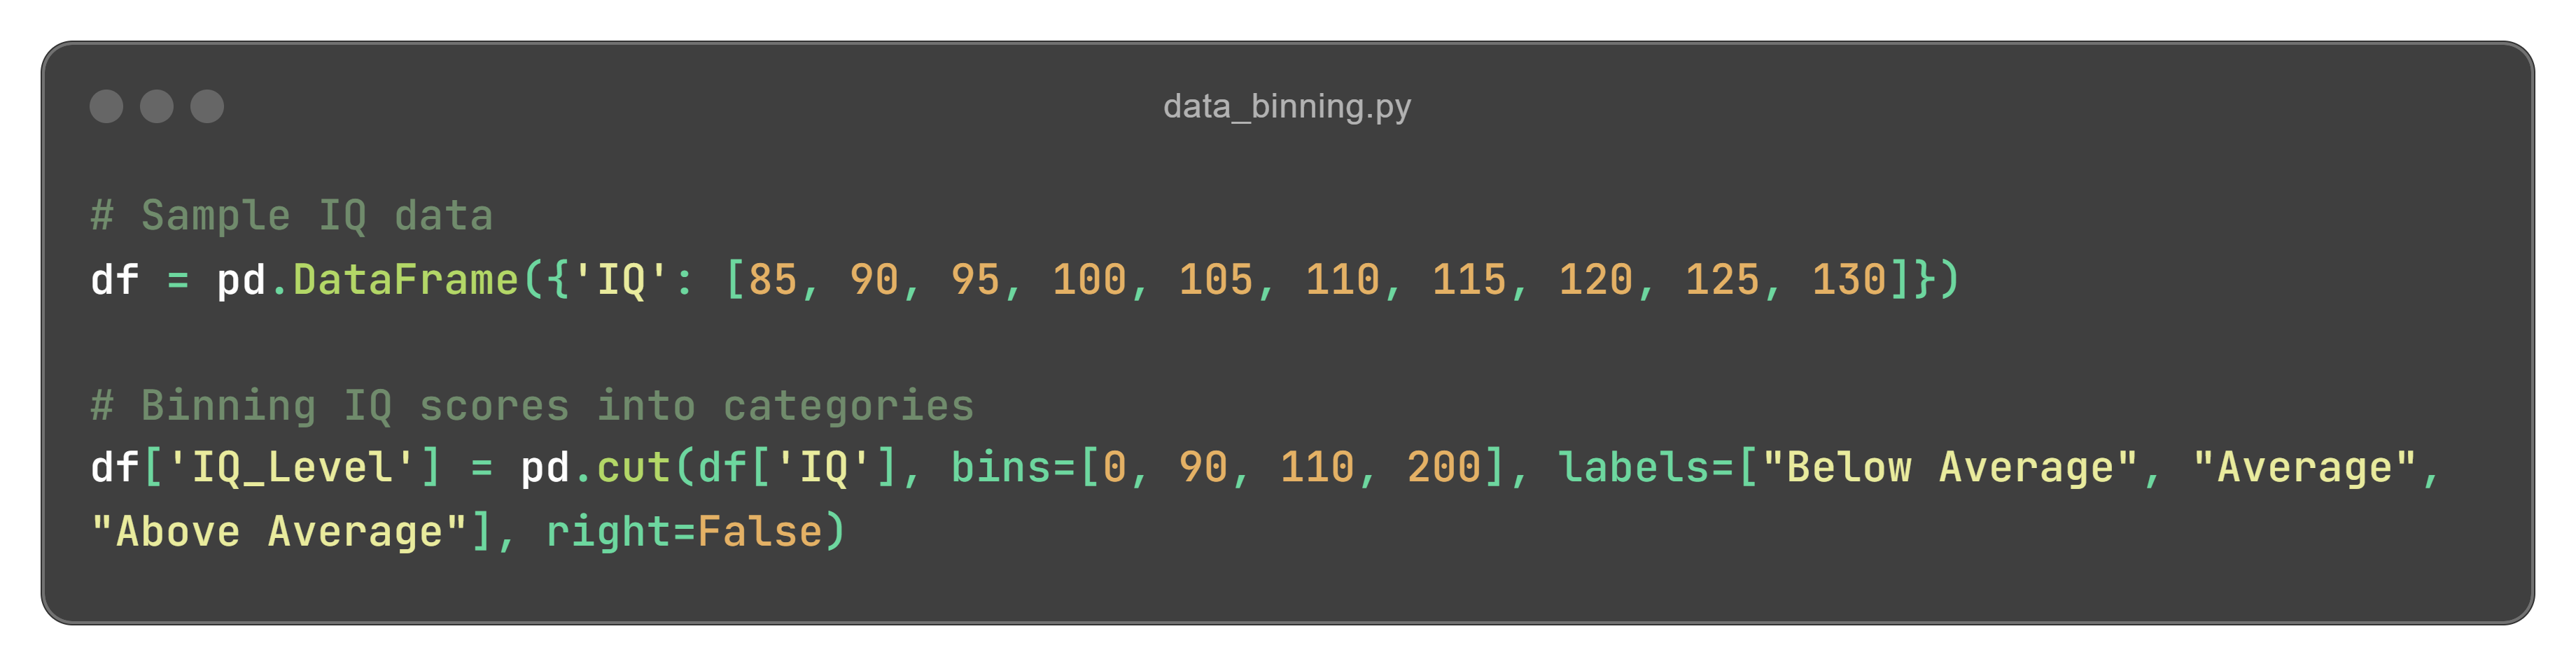 data_binning.py
# Sample IQ data
df = pd.DataFrame({'IQ': [85, 90, 95, 100, 105, 110, 115, 120, 125, 130]})
# Binning IQ scores into categories
df['IQ_Level'] = pd.cut(df['IQ'], bins=[0, 90, 110, 200], labels=["Below Average", "Average",
"Above Average"], right=False)